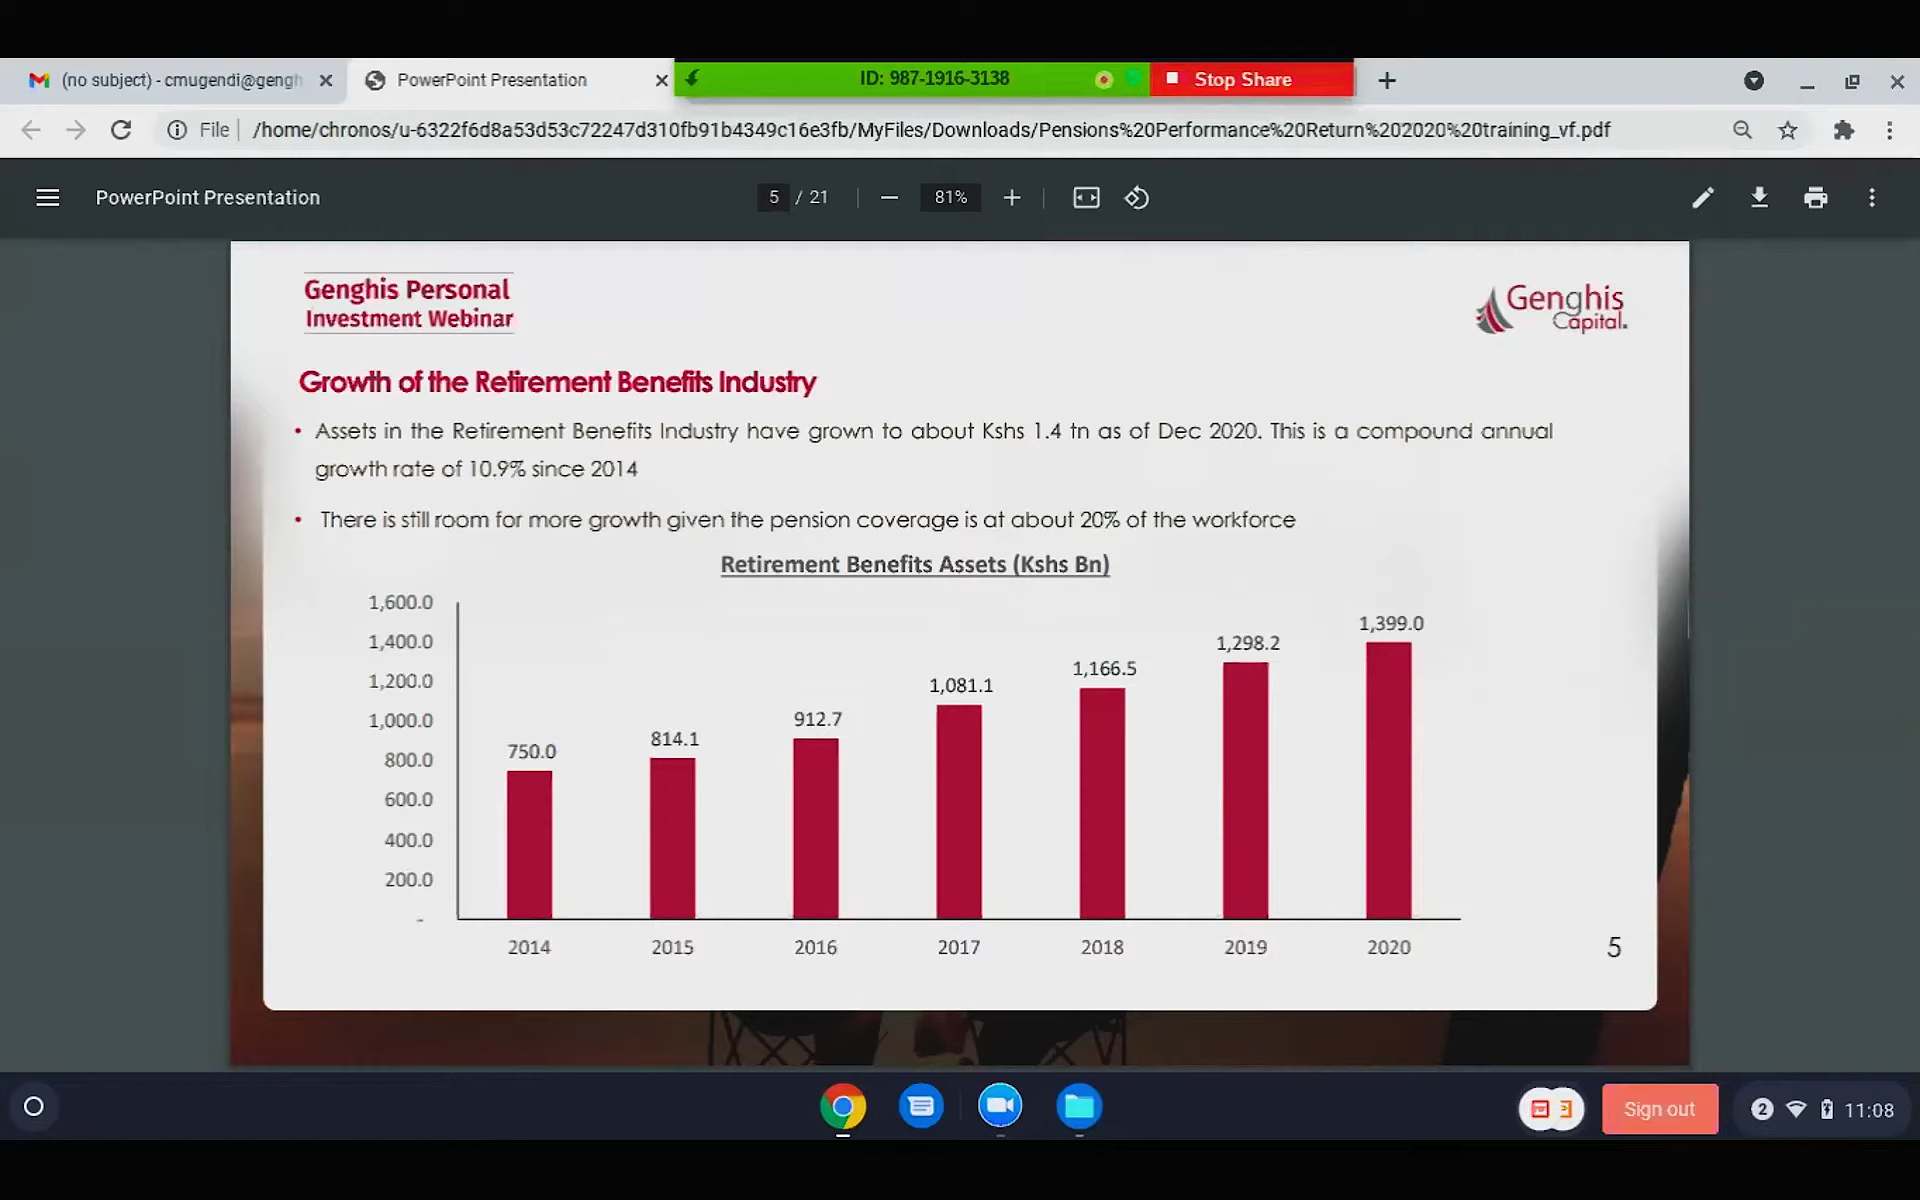 (no subject) - cmugendi@gengh
PowerPoint Presentation
ID: 987-1916-3138
Stop Share
File
/home/chronos/u-6322f6d8a53d53c72247d310fb91b4349c16e3fb/MyFiles/Downloads/Pensions%20Performance%20Return%202020%20training_vf.pdf
PowerPoint Presentation
5 / 21
81%
Genghis Personal
Investment Webinar
Genghis
Capital.
Growth of the Retirement Benefits Industry
• Assets in the Retirement Benefits Industry have grown to about Kshs 1.4 tn as of Dec 2020. This is a compound annual
growth rate of 10.9% since 2014
• There is still room for more growth given the pension coverage is at about 20% of the workforce
Retirement Benefits Assets (Kshs Bn)
1,600.0
1,400.0
1,200.0
1,000.0
800.0
600.0
400.0
200.0
-
750.0
814.1
912.7
1,081.1
1,166.5
1,298.2
1,399.0
2014
2015
2016
2017
2018
2019
2020
5
Sign out
2
11:08